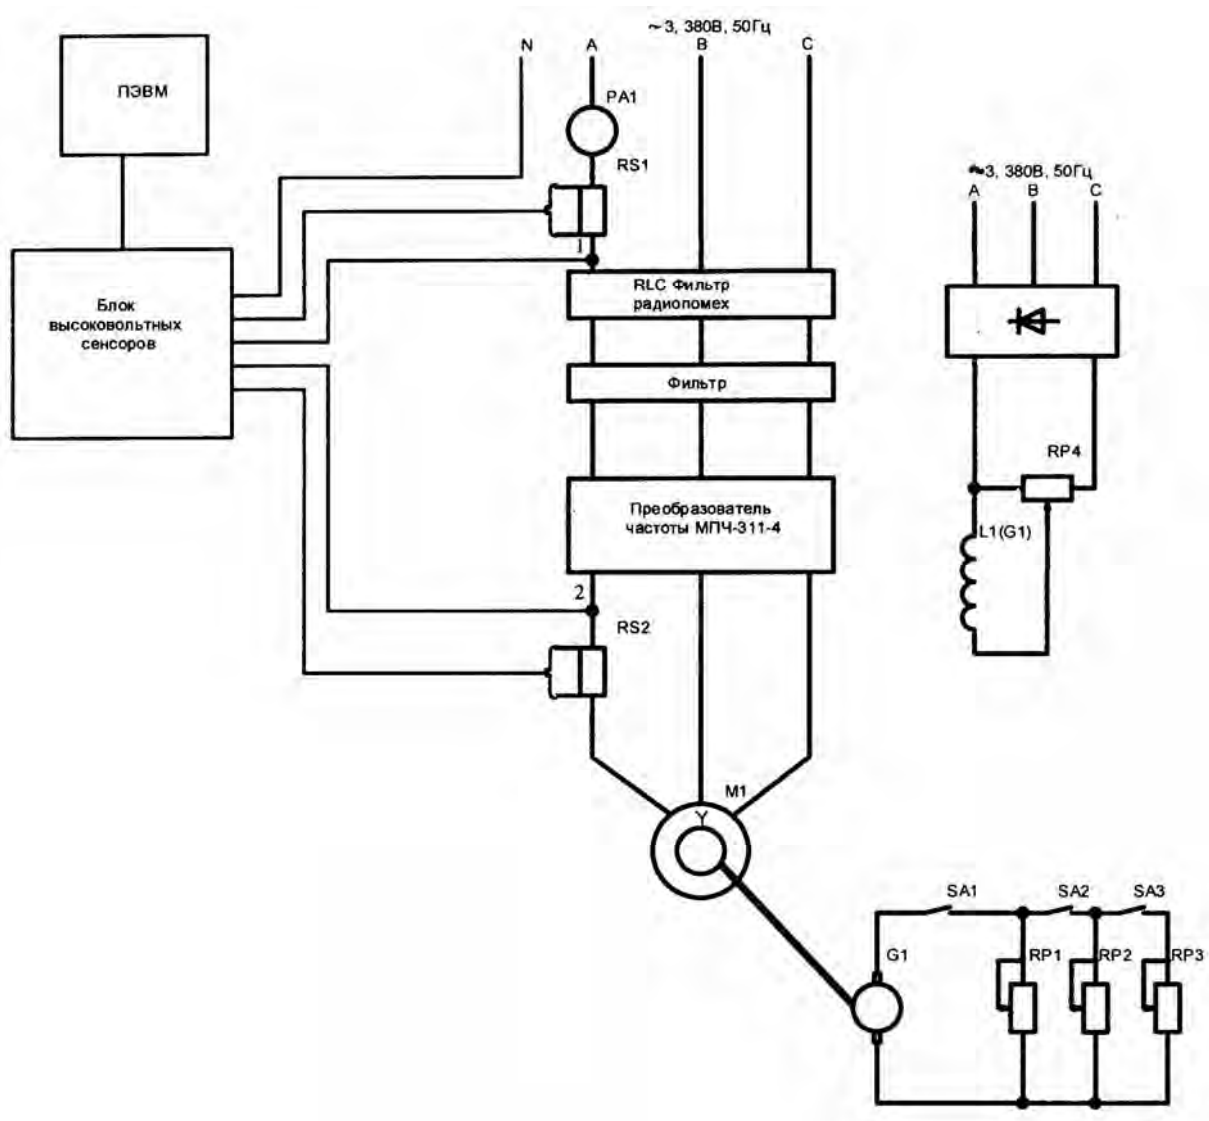 ~3, 380В, 50Гц
N A B C
ПЭВМ
PA1
RS1
1
Блок
высоковольтных
сенсоров
RLC Фильтр
радиопомех
Фильтр
Преобразователь
частоты МПЧ-311-4
2
RS2
M1
Y
~3, 380В, 50Гц
A B C
RP4
L1(G1)
SA1 SA2 SA3
G1 RP1 RP2 RP3